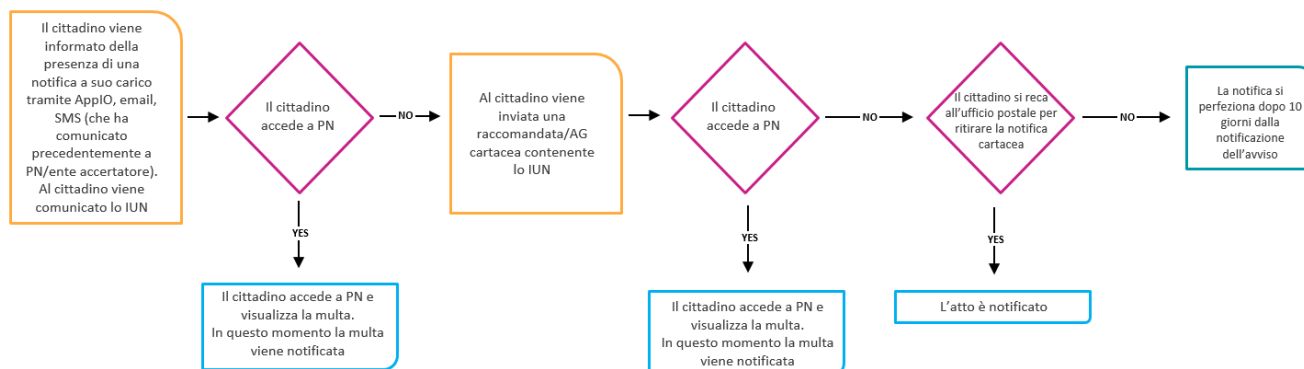 Il cittadino viene
informato della
presenza di una
notifica a suo carico
tramite AppIO, email,
SMS (che ha
comunicato
precedentemente a
PN/ente accertatore).
Al cittadino viene
comunicato lo IUN
Il cittadino
accede a PN
NO
YES
Il cittadino accede a PN e
visualizza la multa.
In questo momento la multa
viene notificata
Al cittadino viene
inviata una
raccomandata/AG
cartacea contenente
lo IUN
Il cittadino
accede a PN
NO
YES
Il cittadino accede a PN e
visualizza la multa.
In questo momento la multa
viene notificata
Il cittadino si reca
all’ufficio postale per
ritirare la notifica
cartacea
NO
YES
L’atto è notificato
La notifica si
perfeziona dopo 10
giorni dalla
notificazione
dell’avviso